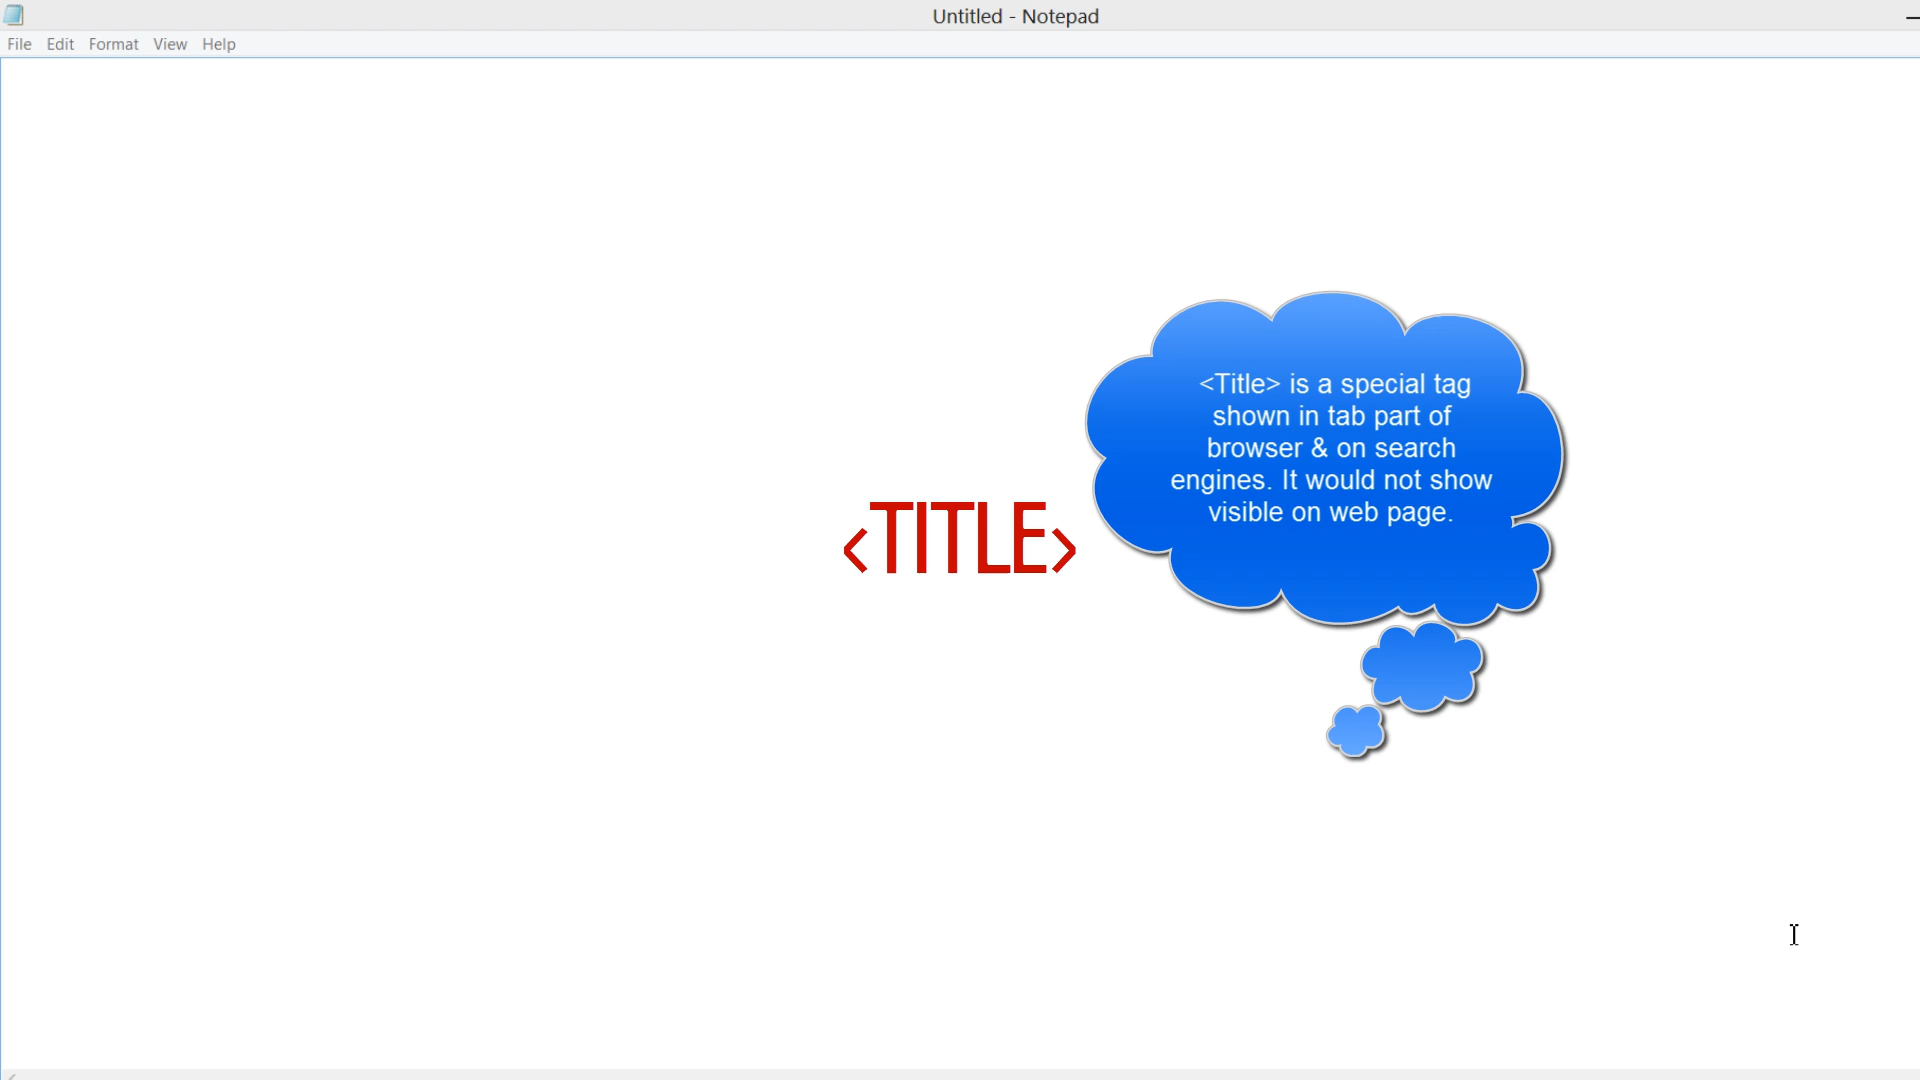 Untitled - Notepad
File Edit Format View Help
<Title> is a special tag
shown in tab part of
browser & on search
engines. It would not show
visible on web page.
<TITLE>